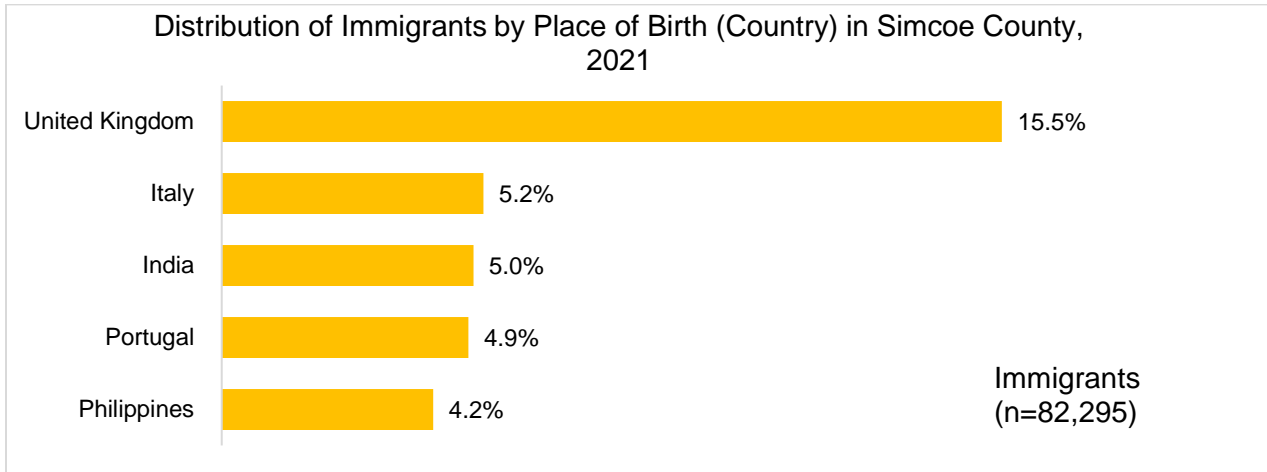 Distribution of Immigrants by Place of Birth (Country) in Simcoe County,
2021
United Kingdom 15.5%
Italy 5.2%
India 5.0%
Portugal 4.9%
Philippines 4.2%
Immigrants
(n=82,295)